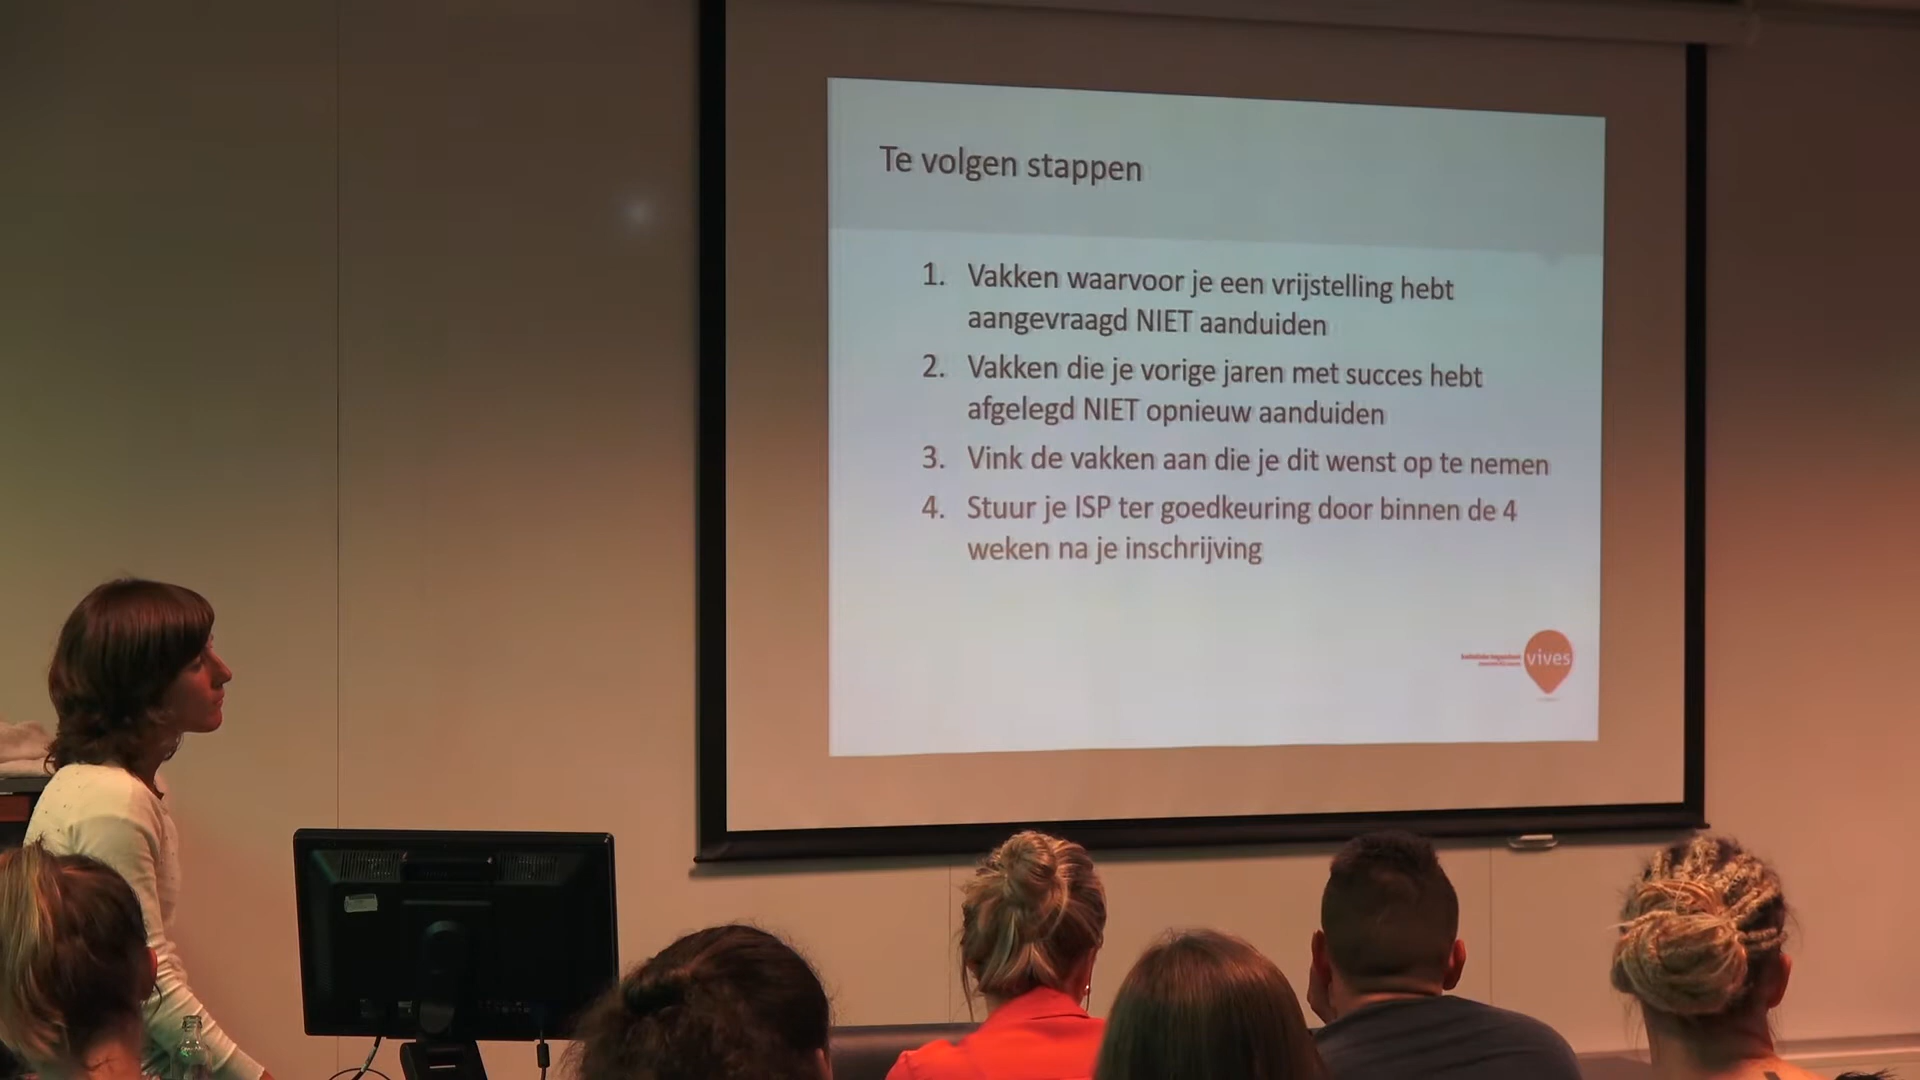 Te volgen stappen
1. Vakken waarvoor je een vrijstelling hebt
aangevraagd NIET aanduiden
2. Vakken die je vorige jaren met succes hebt
afgelegd NIET opnieuw aanduiden
3. Vink de vakken aan die je dit wenst op te nemen
4. Stuur je ISP ter goedkeuring door binnen de 4
weken na je inschrijving
vives